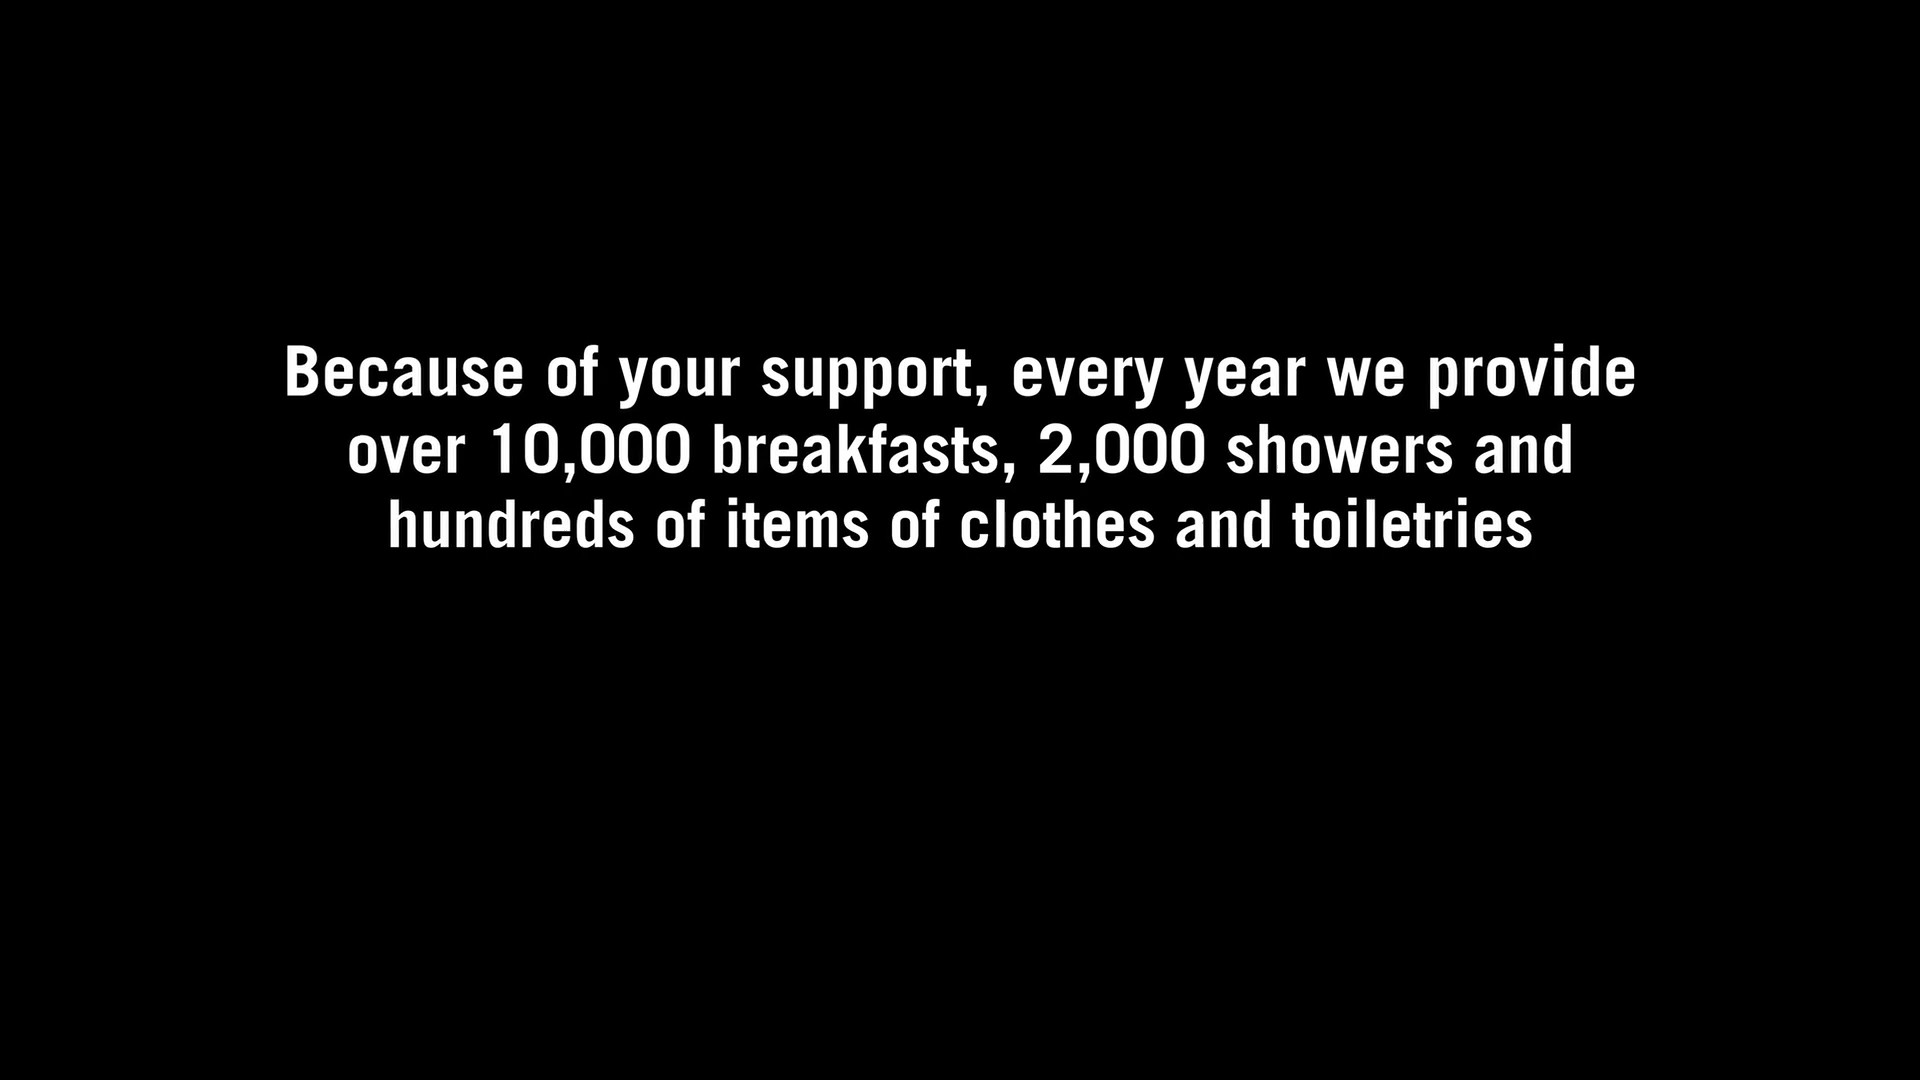 Because of your support, every year we provide
over 10,000 breakfasts, 2,000 showers and
hundreds of items of clothes and toiletries